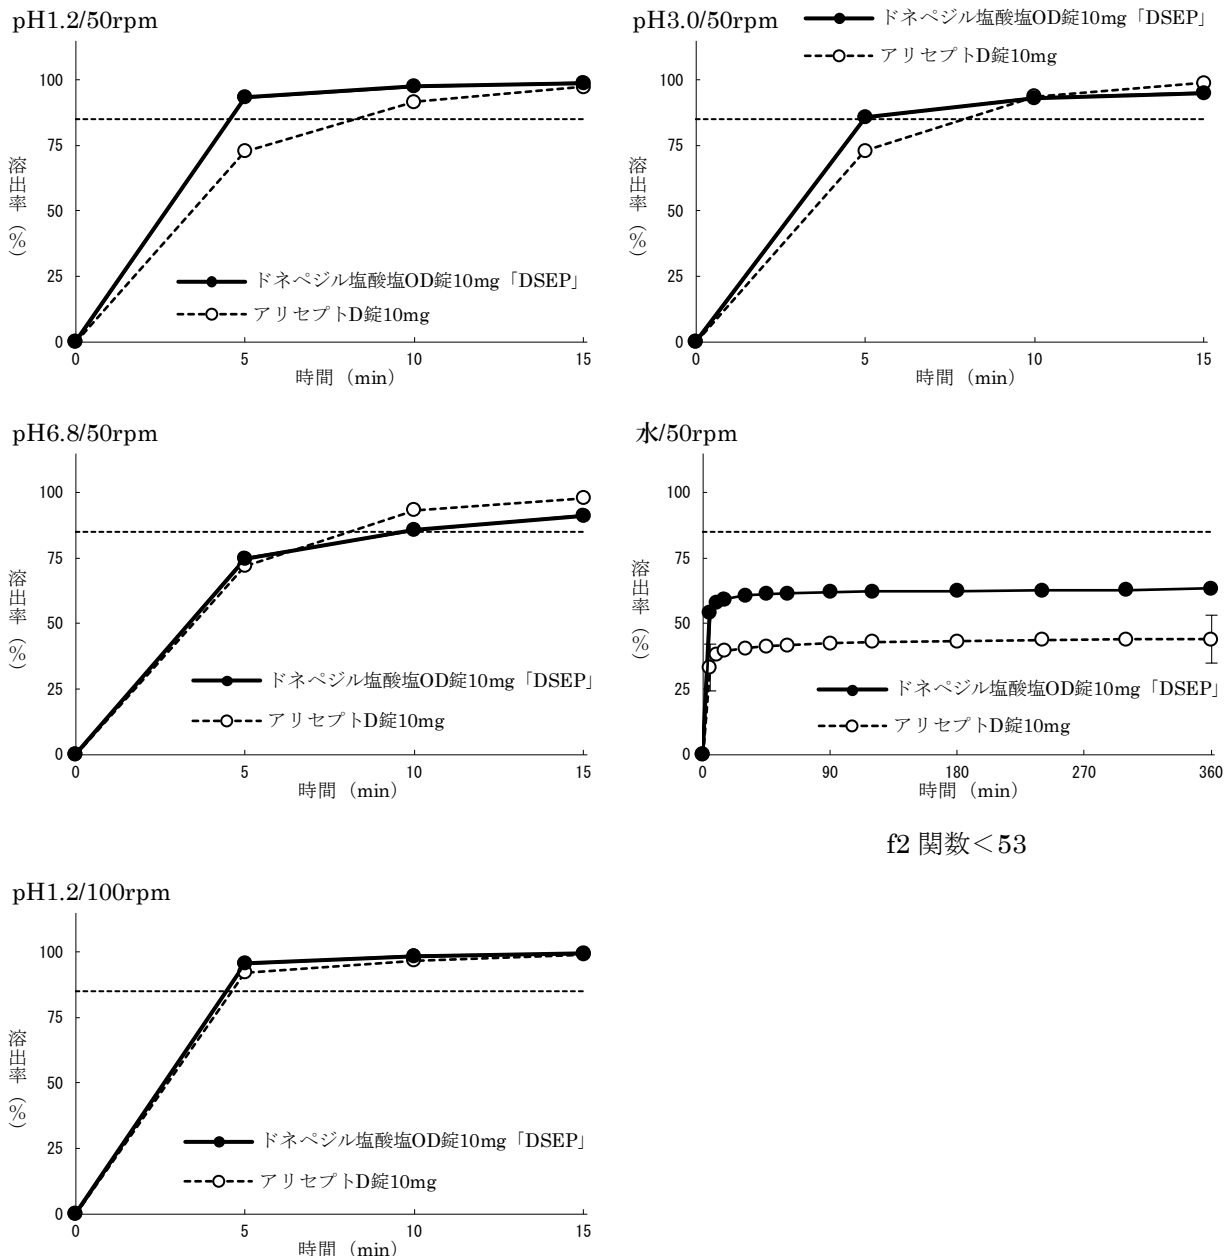 pH1.2/50rpm
100
75
50
25
0
溶出率(%)
ドネペジル塩酸塩OD錠10mg「DSEP」
アリセプトD錠10mg
0 5 10 15
時間(min)
pH3.0/50rpm
ドネペジル塩酸塩OD錠10mg「DSEP」
アリセプトD錠10mg
100
75
50
25
0
溶出率(%)
0 5 10 15
時間(min)
pH6.8/50rpm
100
75
50
25
0
溶出率(%)
ドネペジル塩酸塩OD錠10mg「DSEP」
アリセプトD錠10mg
0 5 10 15
時間(min)
水/50rpm
100
75
50
25
0
溶出率(%)
ドネペジル塩酸塩OD錠10mg「DSEP」
アリセプトD錠10mg
0 90 180 270 360
時間(min)
f2 関数<53
pH1.2/100rpm
100
75
50
25
0
溶出率(%)
ドネペジル塩酸塩OD錠10mg「DSEP」
アリセプトD錠10mg
0 5 10 15
時間(min)